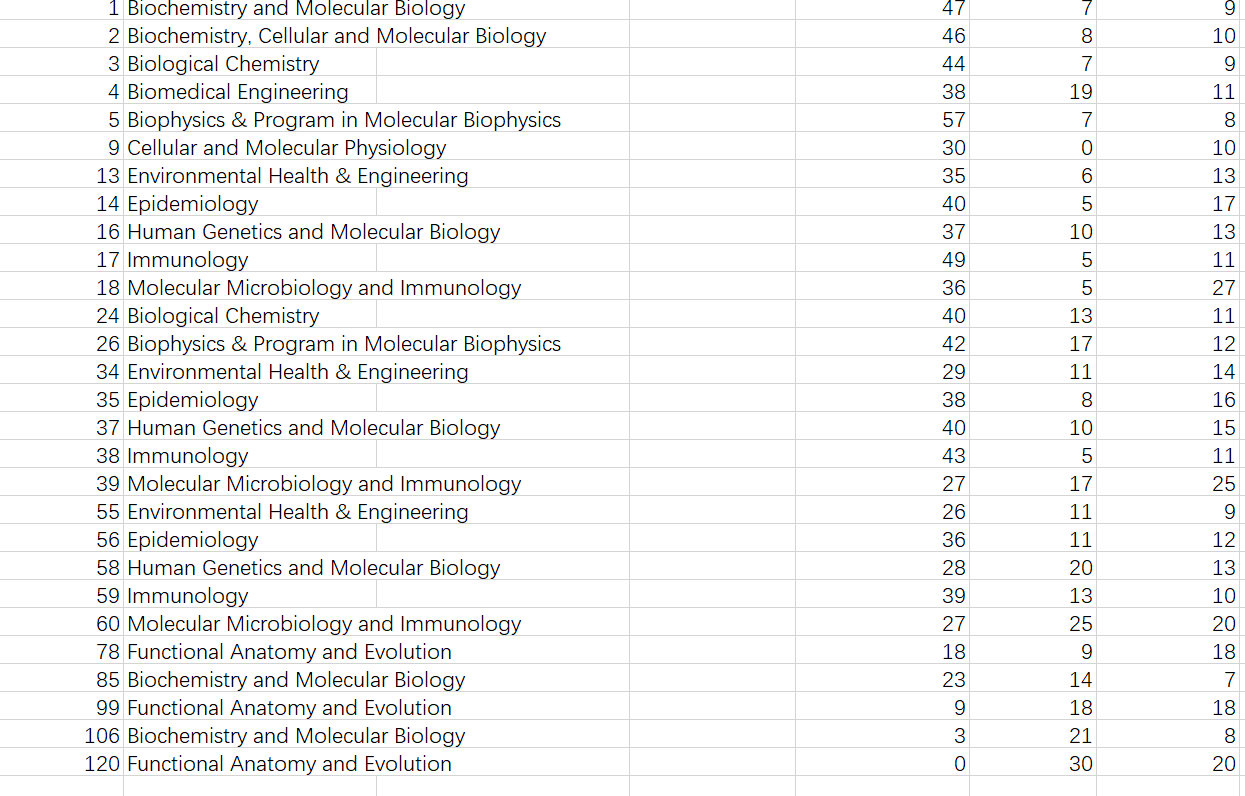 1 Biochemistry and Molecular Biology 47 7 9
2 Biochemistry, Cellular and Molecular Biology 46 8 10
3 Biological Chemistry 44 7 9
4 Biomedical Engineering 38 19 11
5 Biophysics & Program in Molecular Biophysics 57 7 8
9 Cellular and Molecular Physiology 30 0 10
13 Environmental Health & Engineering 35 6 13
14 Epidemiology 40 5 17
16 Human Genetics and Molecular Biology 37 10 13
17 Immunology 49 5 11
18 Molecular Microbiology and Immunology 36 5 27
24 Biological Chemistry 40 13 11
26 Biophysics & Program in Molecular Biophysics 42 17 12
34 Environmental Health & Engineering 29 11 14
35 Epidemiology 38 8 16
37 Human Genetics and Molecular Biology 40 10 15
38 Immunology 43 5 11
39 Molecular Microbiology and Immunology 27 17 25
55 Environmental Health & Engineering 26 11 9
56 Epidemiology 36 11 12
58 Human Genetics and Molecular Biology 28 20 13
59 Immunology 39 13 10
60 Molecular Microbiology and Immunology 27 25 20
78 Functional Anatomy and Evolution 18 9 18
85 Biochemistry and Molecular Biology 23 14 7
99 Functional Anatomy and Evolution 9 18 18
106 Biochemistry and Molecular Biology 3 21 8
120 Functional Anatomy and Evolution 0 30 20